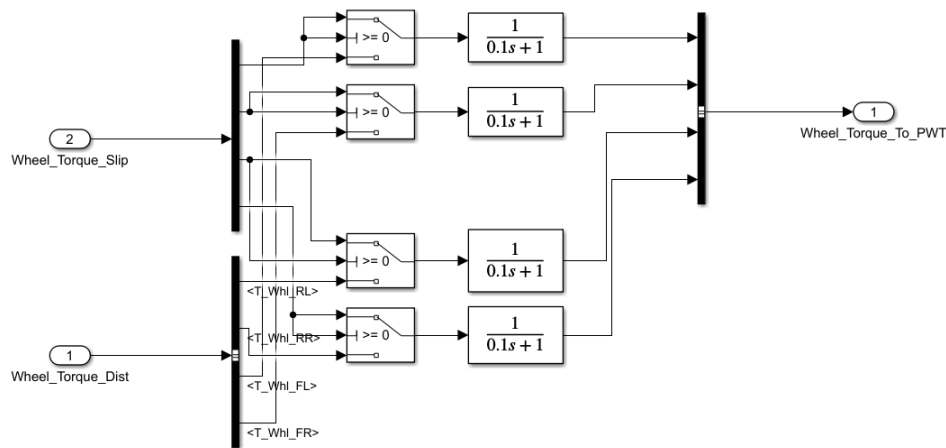 >= 0
1
0.1s + 1
>= 0
1
0.1s + 1
1
Wheel_Torque_To_PWT
2
Wheel_Torque_Slip
>= 0
1
0.1s + 1
<T_Whl_RL>
>= 0
1
0.1s + 1
<T_Whl_RR>
1
Wheel_Torque_Dist
<T_Whl_FL>
<T_Whl_FR>